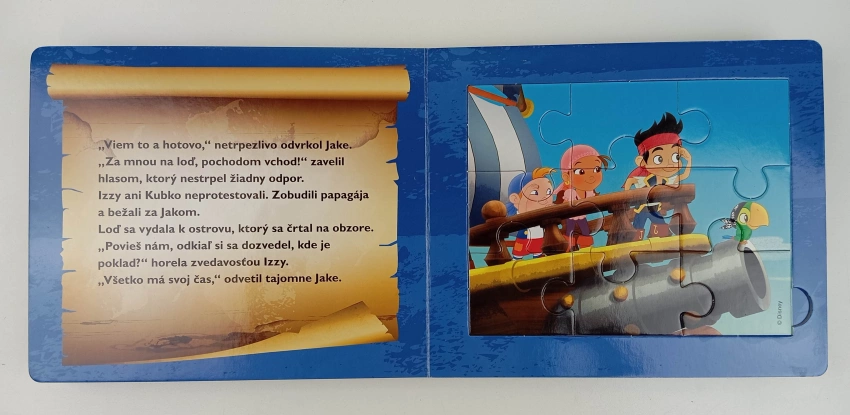 „Viem to a hotovo,“ netrpezlivo odvrkol Jake.
„Za mnou na loď, pochodom vchod!“ zavelil
hlasom, ktorý nestrpel žiadny odpor.
Izzy ani Kubko neprotestovali. Zobudili papagája
a bežali za Jakom.
Loď sa vydala k ostrovu, ktorý sa črtal na obzore.
„Povieš nám, odkiaľ si sa dozvedel, kde je
poklad?“ horela zvedavosťou Izzy.
„Všetko má svoj čas,“ odvetil tajomne Jake.
© Disney